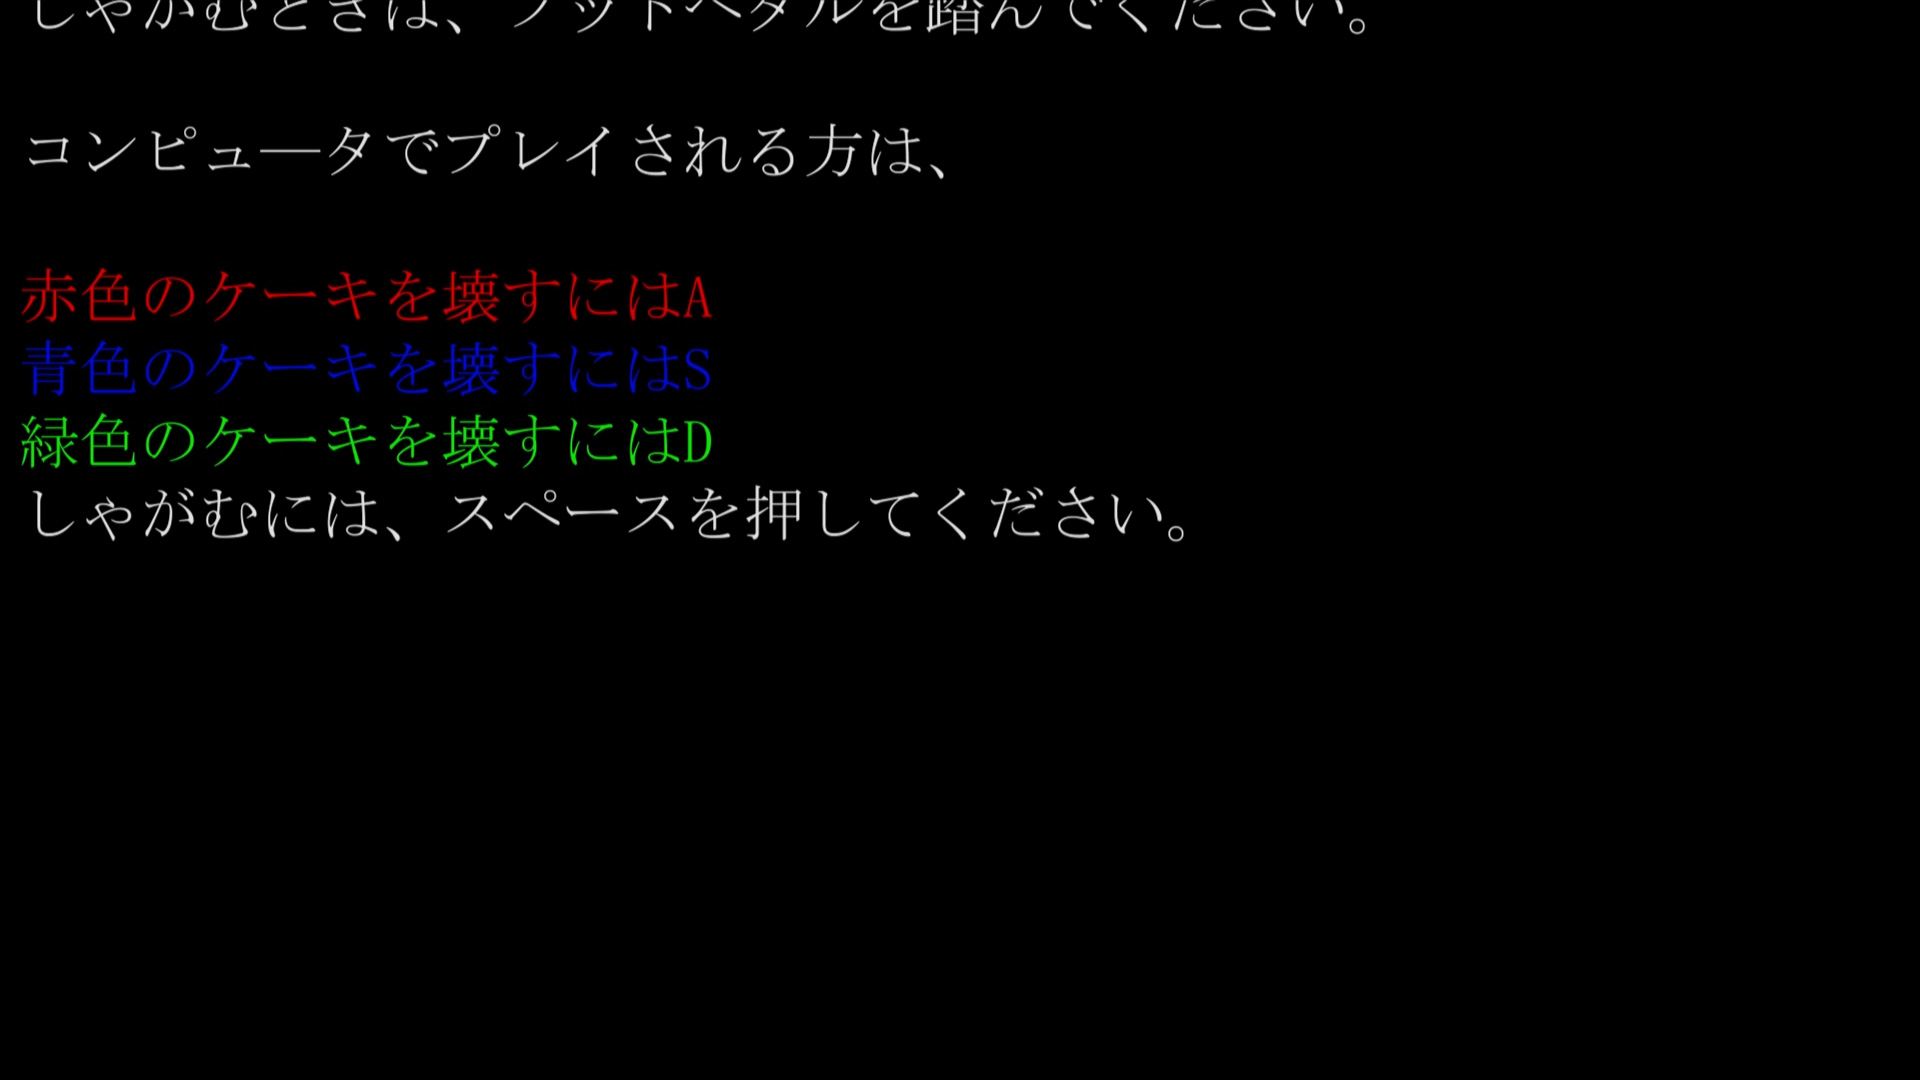 しゃがむときは、フットペダルを踏んでください。
コンピュ―タでプレイされる方は、
赤色のケーキを壊すにはA
青色のケーキを壊すにはS
緑色のケーキを壊すにはD
しゃがむには、スペースを押してください。